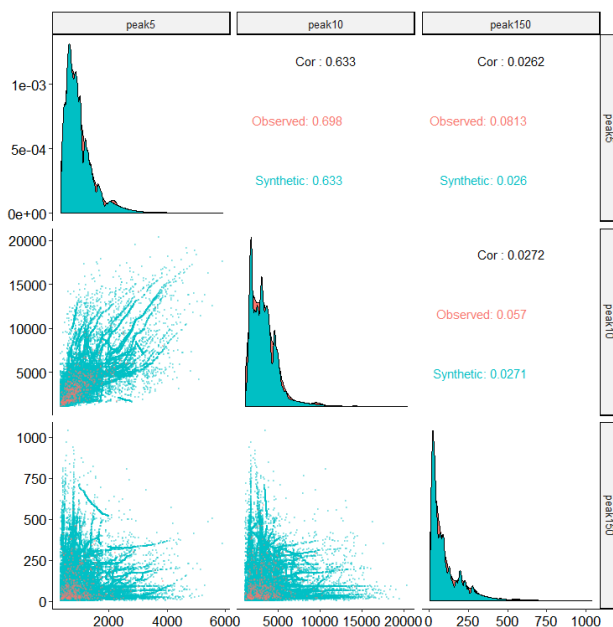 peak5 peak10 peak150
Cor : 0.633 Cor : 0.0262
1e-03
Observed: 0.698 Observed: 0.0813
peak5
5e-04
Synthetic: 0.633 Synthetic: 0.026
0e+00
20000
Cor : 0.0272
15000
Observed: 0.057
peak10
10000
Synthetic: 0.0271
5000
1000
750
peak150
500
250
0
2000 4000 6000 0 5000 10000 15000 20000 0 250 500 750 1000